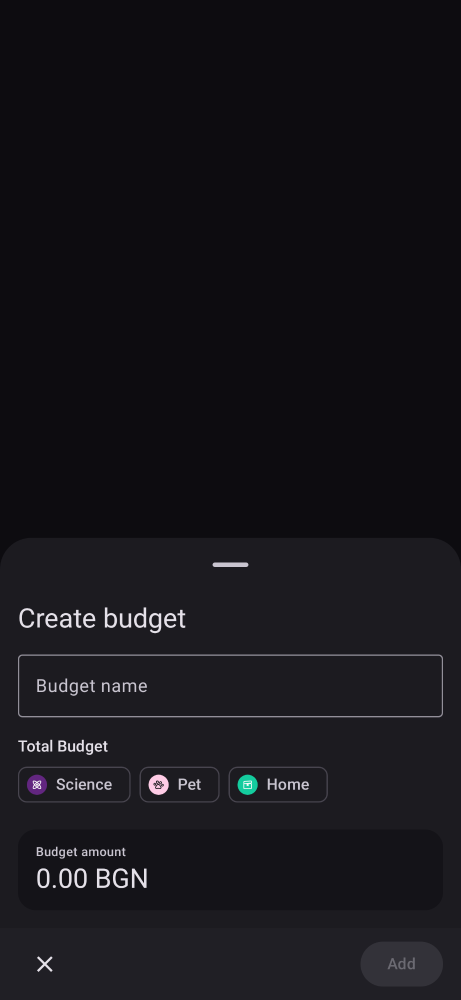 Create budget
Budget name
Total Budget
Science Pet Home
Budget amount
0.00 BGN
Add